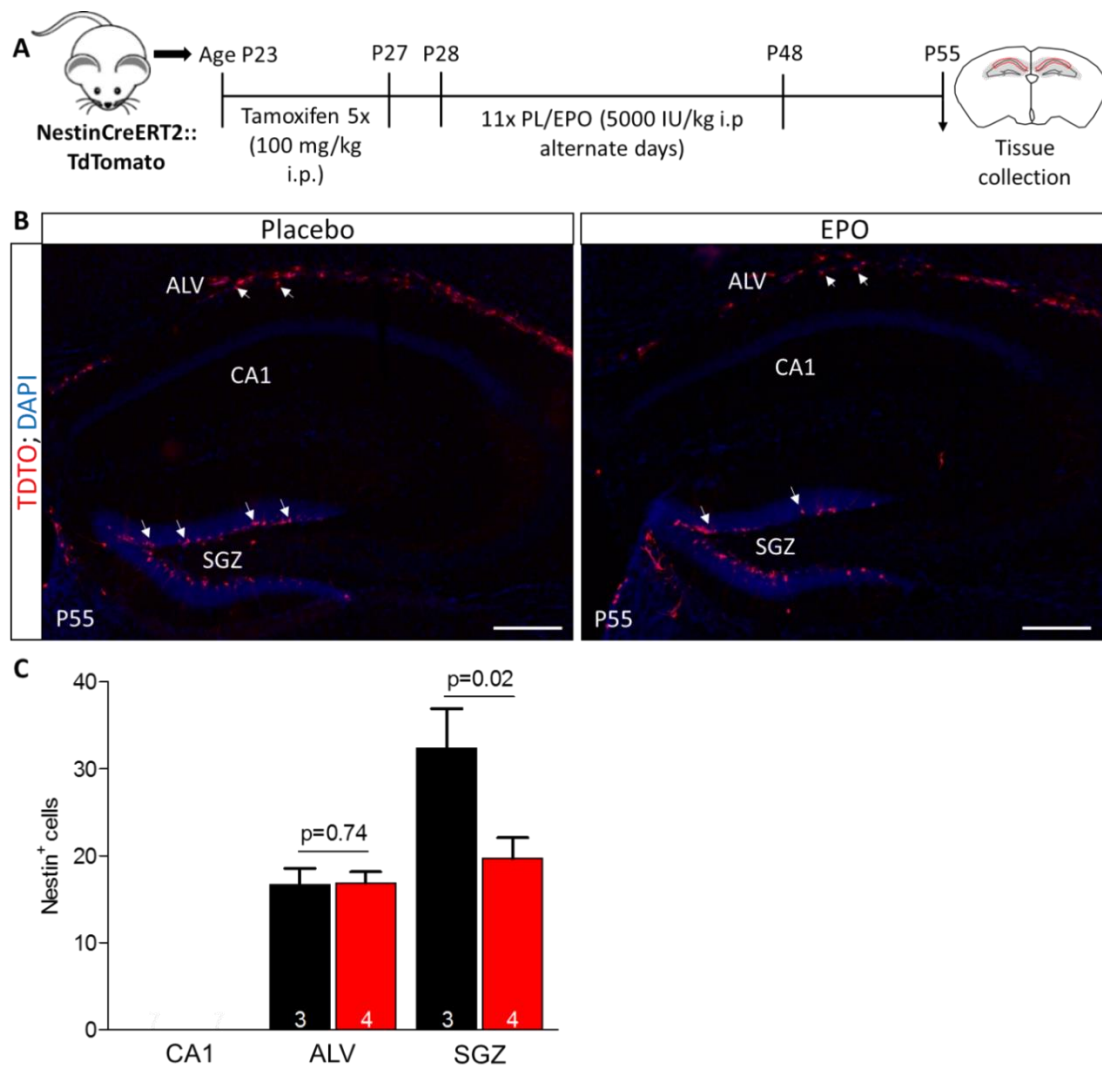 A
Age P23
P27
P28
P48
P55
NestinCreERT2::
TdTomato
Tamoxifen 5x
(100 mg/kg
i.p.)
11x PL/EPO (5000 IU/kg i.p
alternate days)
Tissue
collection
B
Placebo
EPO
TDTO; DAPI
ALV
CA1
SGZ
P55
ALV
CA1
SGZ
P55
C
Nestin+ cells
40
30
20
10
0
p=0.74
p=0.02
3
4
3
4
CA1
ALV
SGZ